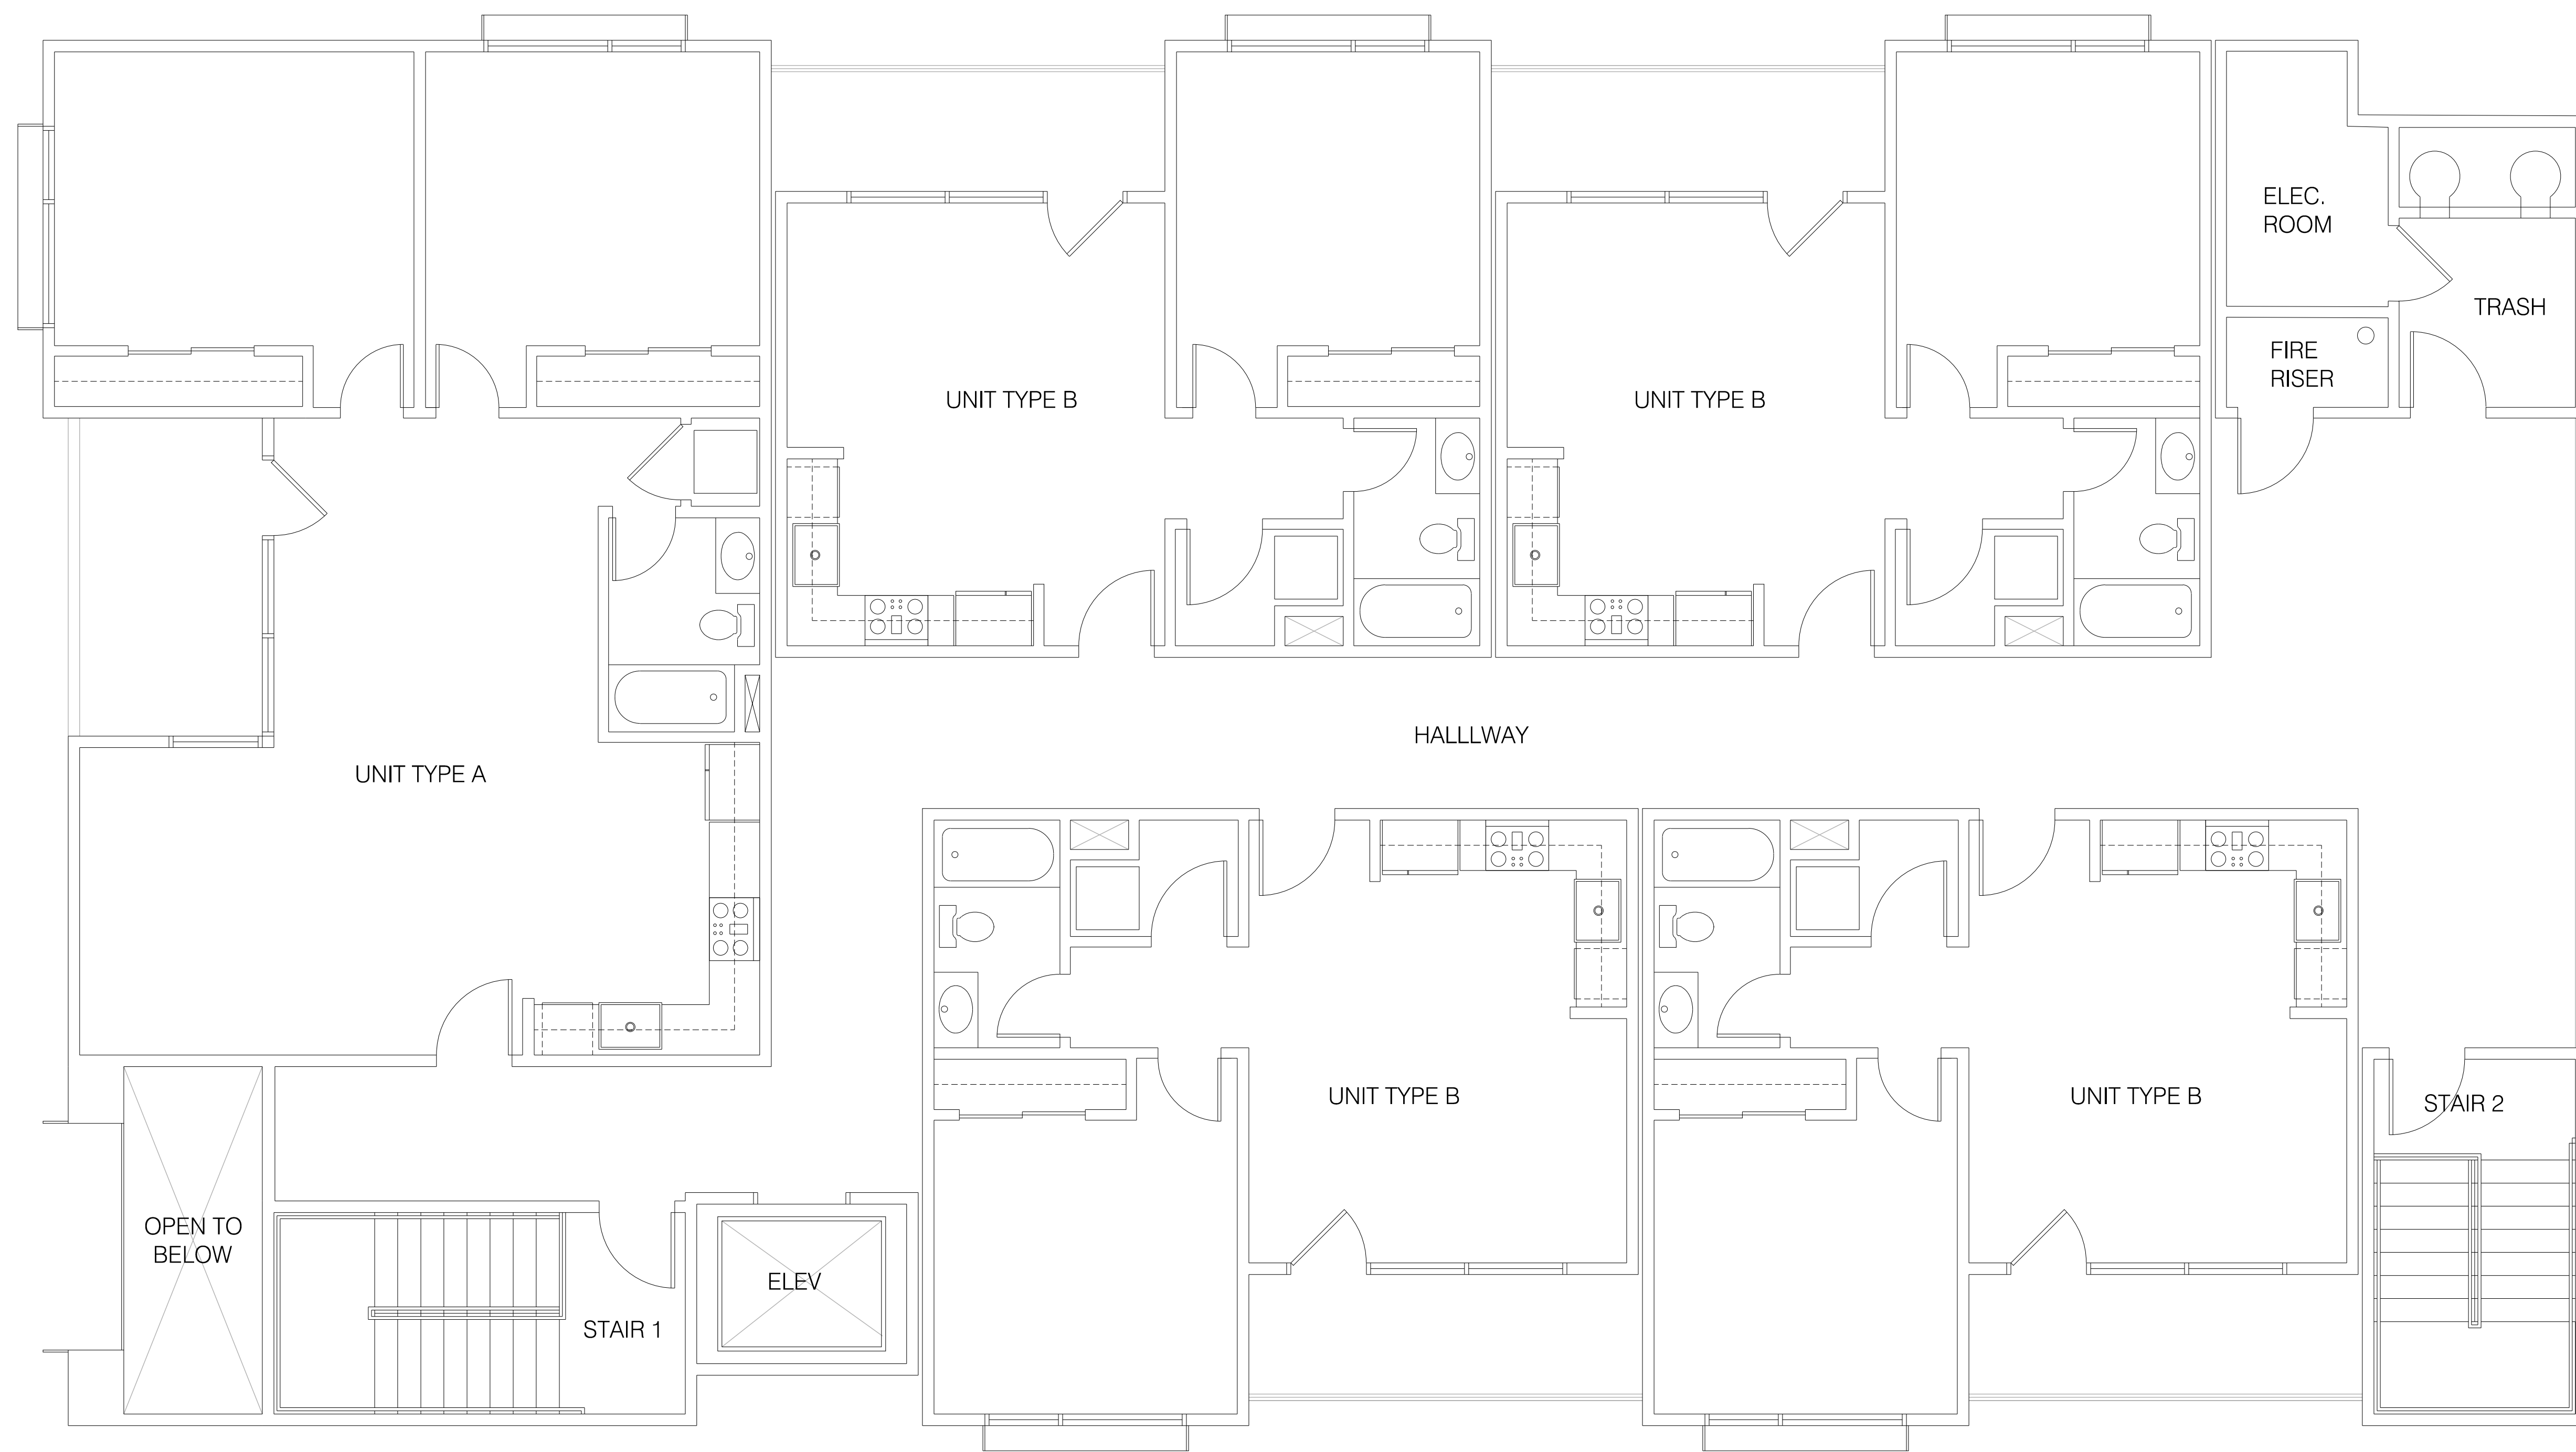 ELEC.
ROOM
TRASH
FIRE
RISER
UNIT TYPE B
UNIT TYPE B
HALLLWAY
UNIT TYPE A
UNIT TYPE B
UNIT TYPE B
STAIR 2
OPEN TO
BELOW
ELEV
STAIR 1